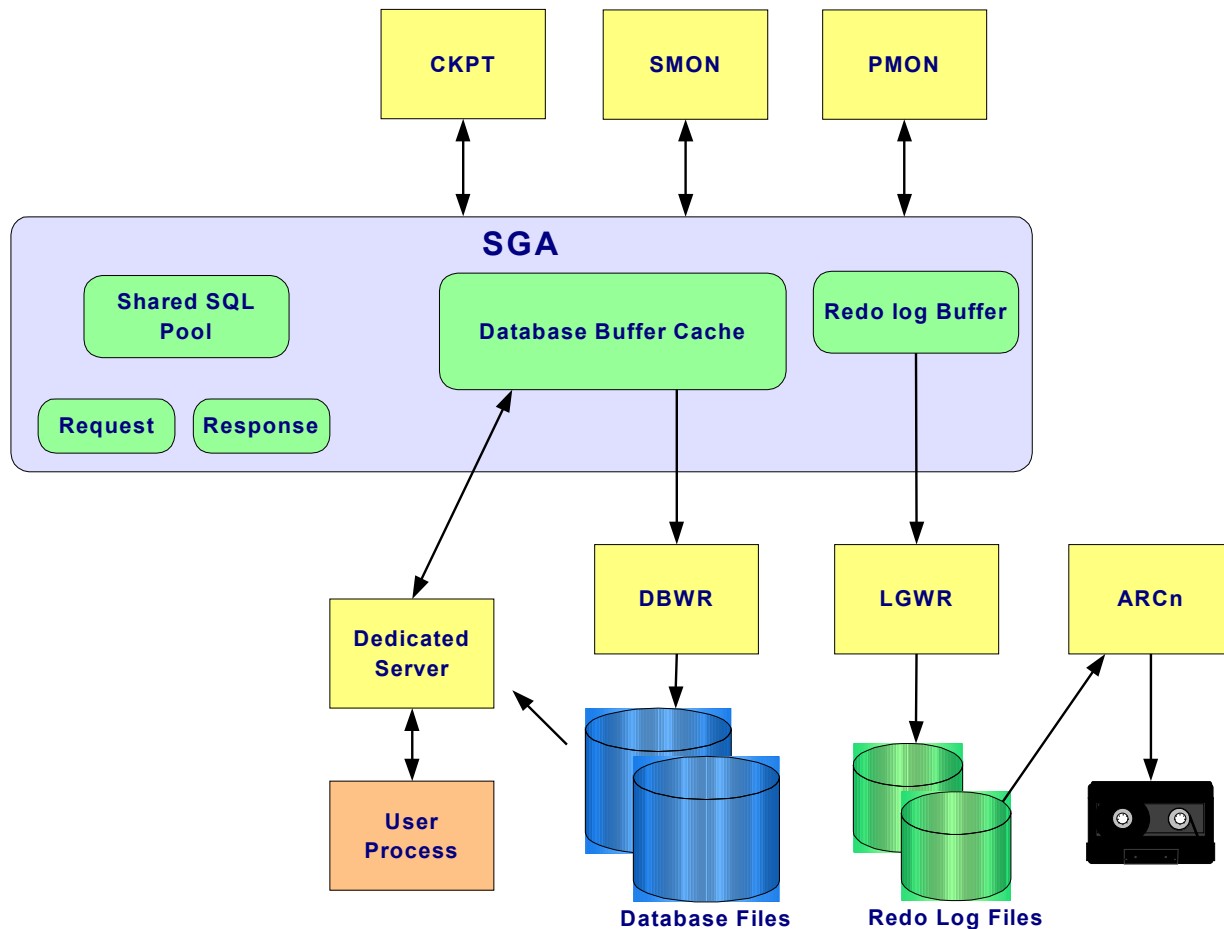 CKPT
SMON
PMON
SGA
Shared SQL
Pool
Database Buffer Cache
Redo log Buffer
Request
Response
DBWR
LGWR
ARCn
Dedicated
Server
User
Process
Database Files
Redo Log Files